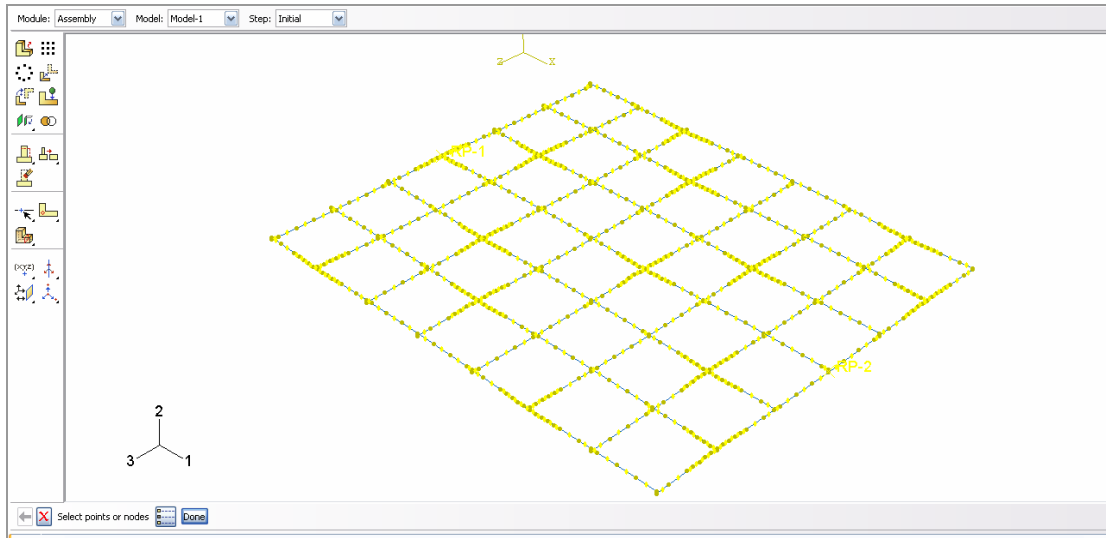 Module: Assembly Model: Model-1 Step: Initial
Z X
RP-1
(XYZ)
RP-2
2
3 1
Select points or nodes Done